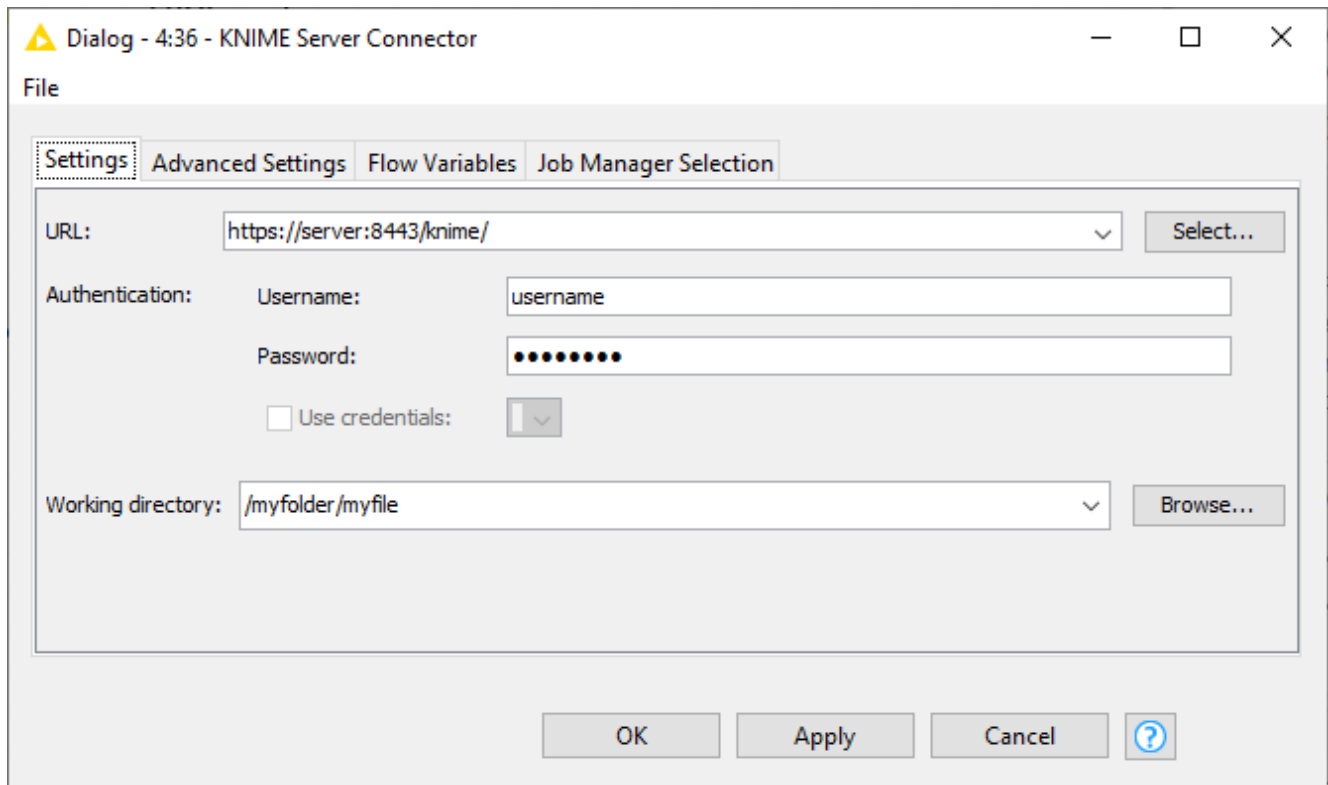 Dialog - 4:36 - KNIME Server Connector
File
Settings Advanced Settings Flow Variables Job Manager Selection
URL: https://server:8443/knime/ Select...
Authentication: Username: username
Password: ●●●●●●●●
Use credentials:
Working directory: /myfolder/myfile Browse...
OK Apply Cancel ?